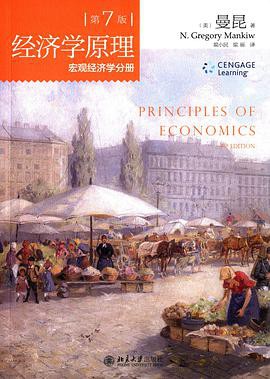 第7版
经济学原理
宏观经济学分册
(美) 曼昆 著
N. Gregory Mankiw
梁小民 梁砾 译
CENGAGE
Learning
PRINCIPLES OF
ECONOMICS
EDITION
北京大学出版社